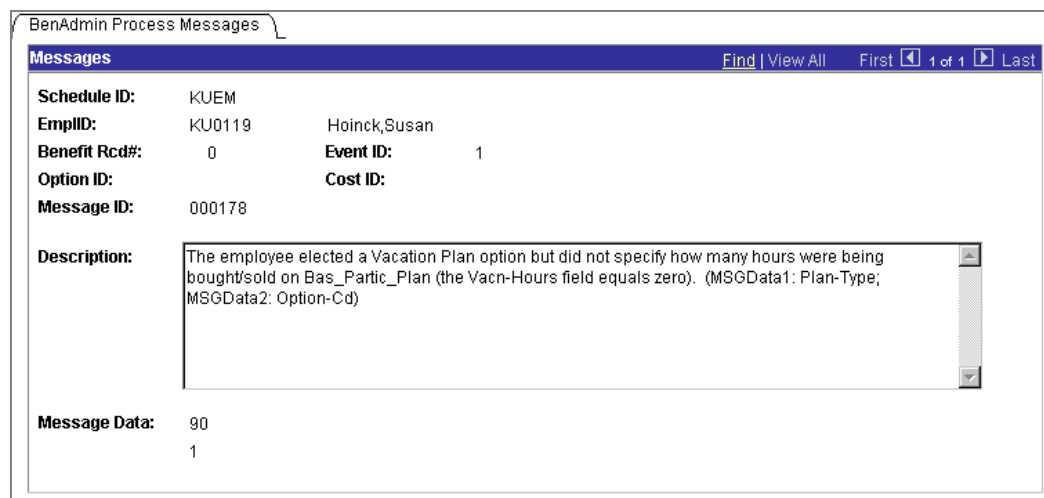 BenAdmin Process Messages
Messages Find | View All First 1 of 1 Last
Schedule ID: KUEM
EmplID: KU0119 Hoinck,Susan
Benefit Rcd#: 0 Event ID: 1
Option ID: Cost ID:
Message ID: 000178
Description: The employee elected a Vacation Plan option but did not specify how many hours were being
bought/sold on Bas_Partic_Plan (the Vacn-Hours field equals zero). (MSGData1: Plan-Type;
MSGData2: Option-Cd)
Message Data: 90
1